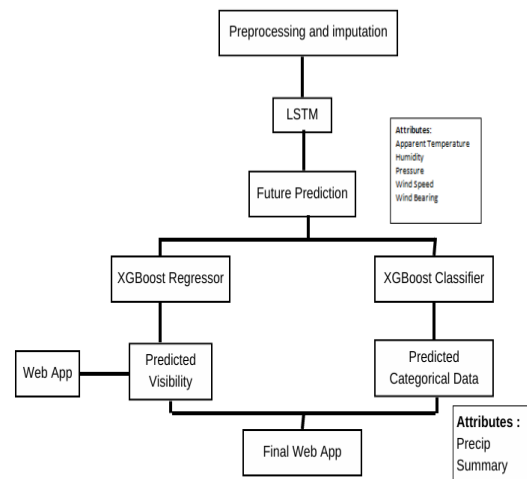 Preprocessing and imputation
LSTM
Attributes:
Apparent Temperature
Humidity
Pressure
Wind Speed
Wind Bearing
Future Prediction
XGBoost Regressor
XGBoost Classifier
Web App
Predicted
Visibility
Predicted
Categorical Data
Final Web App
Attributes :
Precip
Summary